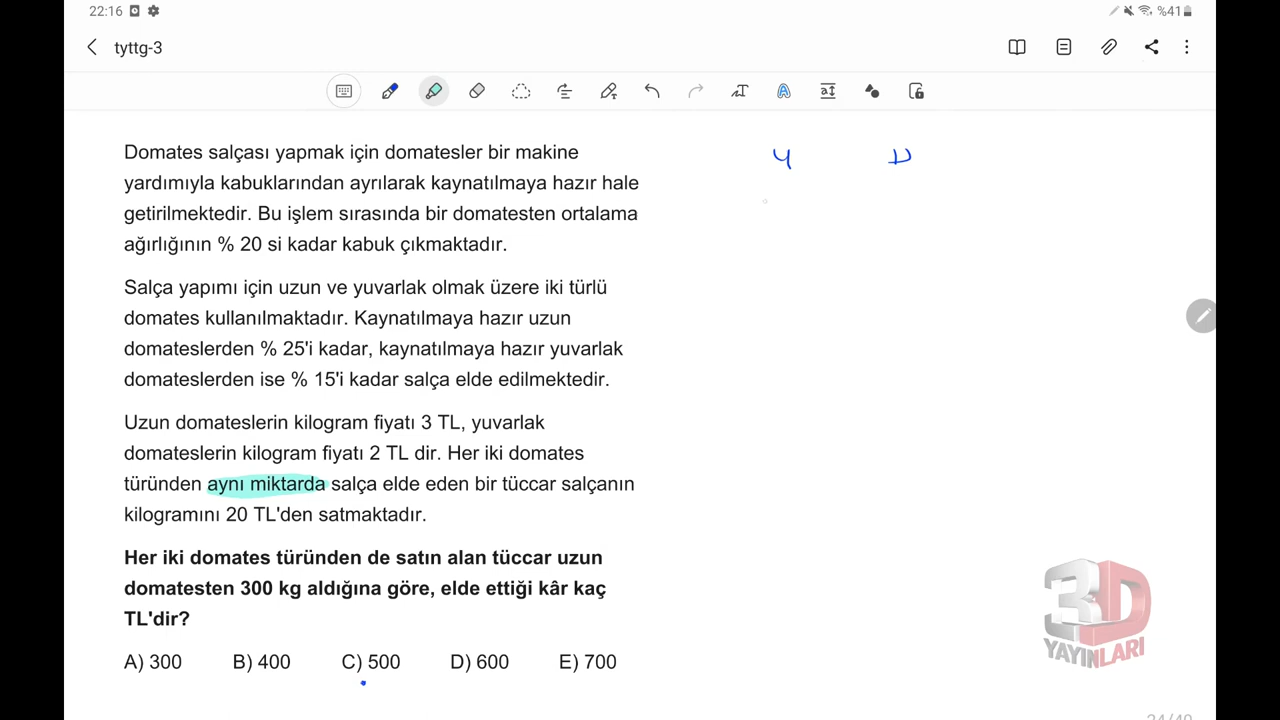 22:16 %41
tyttg-3
Domates salçası yapmak için domatesler bir makine
yardımıyla kabuklarından ayrılarak kaynatılmaya hazır hale
getirilmektedir. Bu işlem sırasında bir domatesten ortalama
ağırlığının % 20 si kadar kabuk çıkmaktadır.
Salça yapımı için uzun ve yuvarlak olmak üzere iki türlü
domates kullanılmaktadır. Kaynatılmaya hazır uzun
domateslerden % 25'i kadar, kaynatılmaya hazır yuvarlak
domateslerden ise % 15'i kadar salça elde edilmektedir.
Uzun domateslerin kilogram fiyatı 3 TL, yuvarlak
domateslerin kilogram fiyatı 2 TL dir. Her iki domates
türünden aynı miktarda salça elde eden bir tüccar salçanın
kilogramını 20 TL'den satmaktadır.
Her iki domates türünden de satın alan tüccar uzun
domatesten 300 kg aldığına göre, elde ettiği kâr kaç
TL'dir?
A) 300 B) 400 C) 500 D) 600 E) 700
3D
YAYINLARI